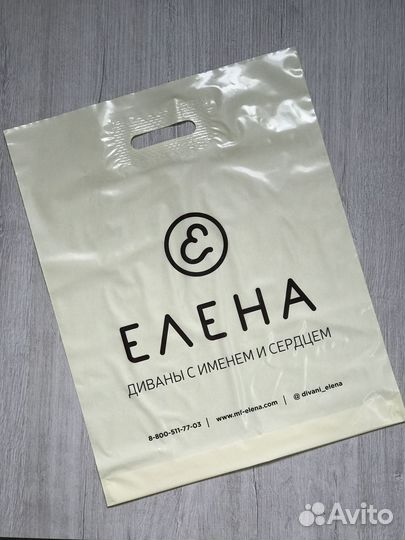 ЕЛЕНА
ДИВАНЫ С ИМЕНЕМ И СЕРДЦЕМ
8-800-511-77-03 | www.mf-elena.com | @ divani_elena
Avito